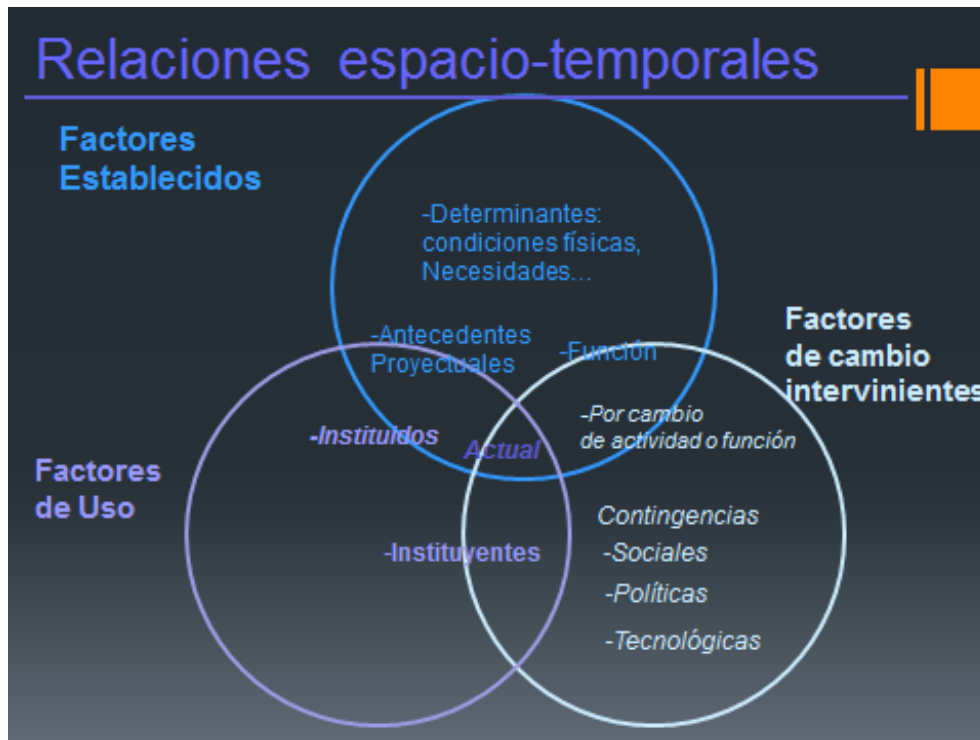 Relaciones espacio-temporales
Factores
Establecidos
-Determinantes:
condiciones físicas,
Necesidades...
-Antecedentes
Proyectuales
-Función
Factores
de cambio
intervinientes
-Instituidos
Actual
-Por cambio
de actividad o función
Factores
de Uso
-Instituyentes
Contingencias
-Sociales
-Políticas
-Tecnológicas